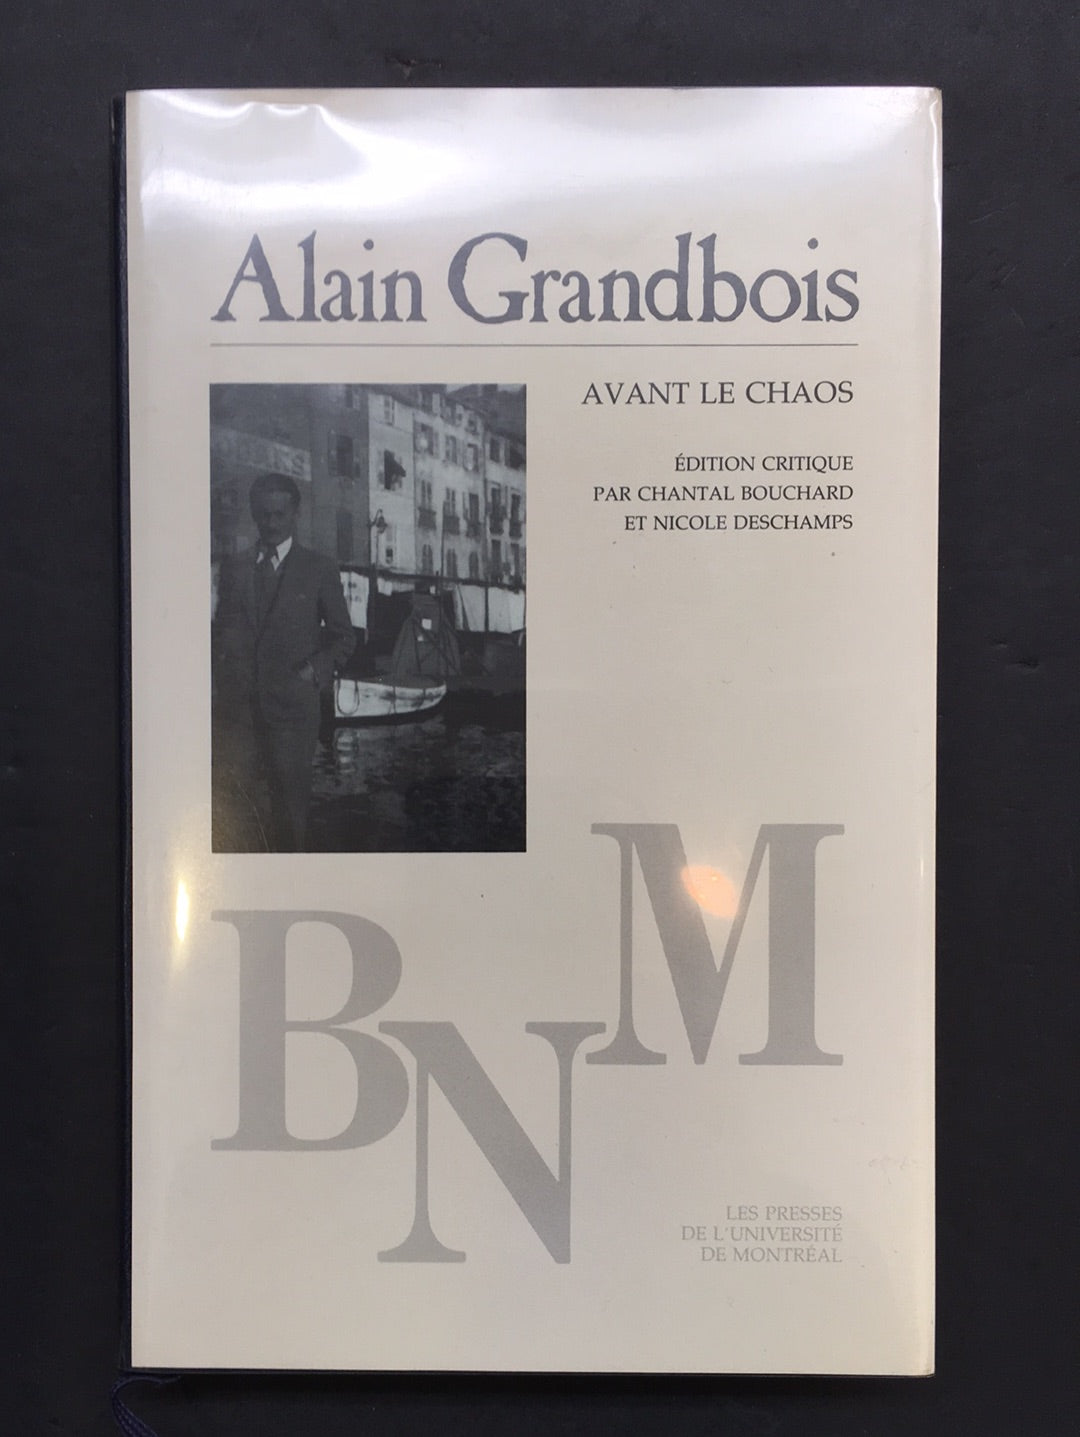 Alain Grandbois
AVANT LE CHAOS
ÉDITION CRITIQUE
PAR CHANTAL BOUCHARD
ET NICOLE DESCHAMPS
BNM
LES PRESSES
DE L'UNIVERSITÉ
DE MONTRÉAL